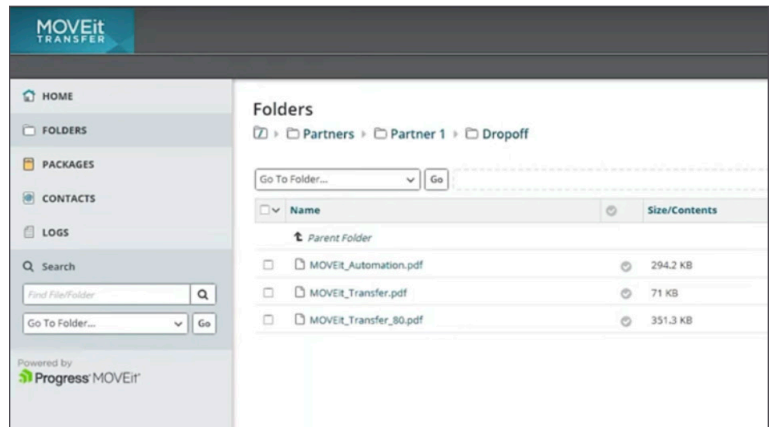 MOVEit
TRANSFER
HOME
FOLDERS
PACKAGES
CONTACTS
LOGS
Search
Find File/Folder
Go To Folder... Go
Powered by
Progress MOVEit
Folders
Partners Partner 1 Dropoff
Go To Folder... Go
Name Size/Contents
Parent Folder
MOVEit_Automation.pdf 294.2 KB
MOVEit_Transfer.pdf 71 KB
MOVEit_Transfer_80.pdf 351.3 KB